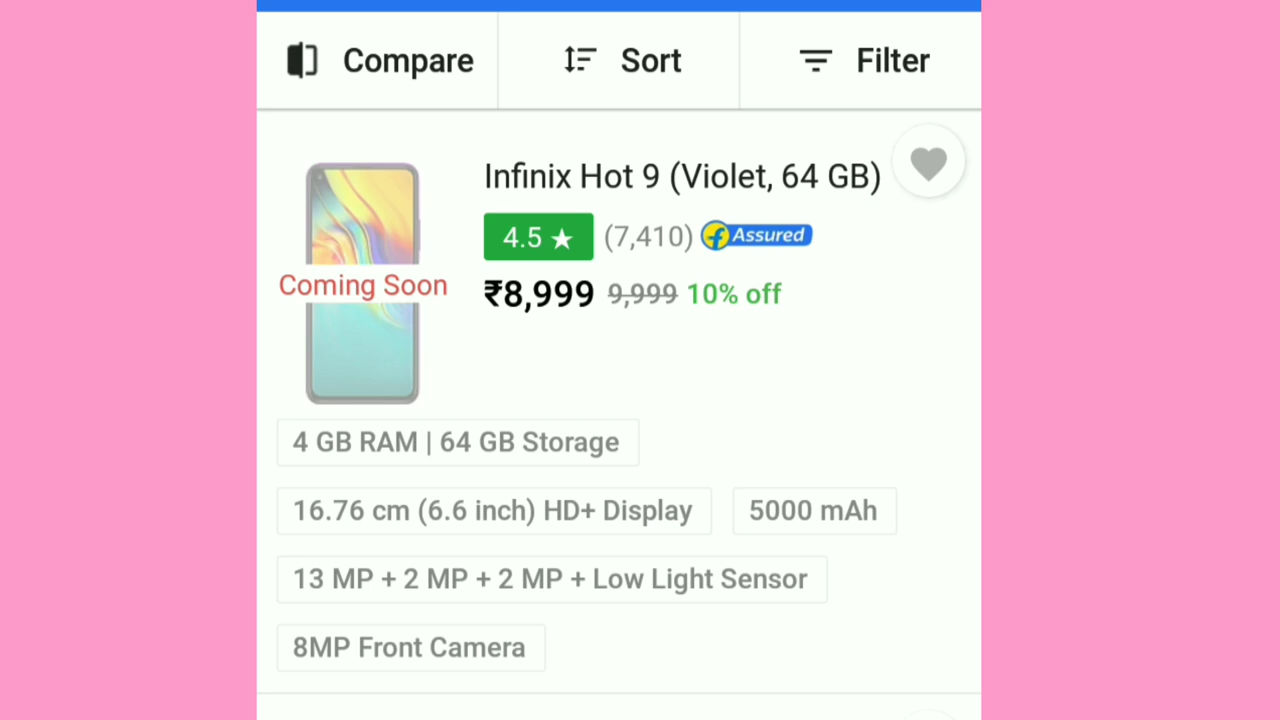 Compare Sort Filter
Infinix Hot 9 (Violet, 64 GB)
4.5 ★ (7,410) f Assured
Coming Soon
₹8,999 9,999 10% off
4 GB RAM | 64 GB Storage
16.76 cm (6.6 inch) HD+ Display 5000 mAh
13 MP + 2 MP + 2 MP + Low Light Sensor
8MP Front Camera